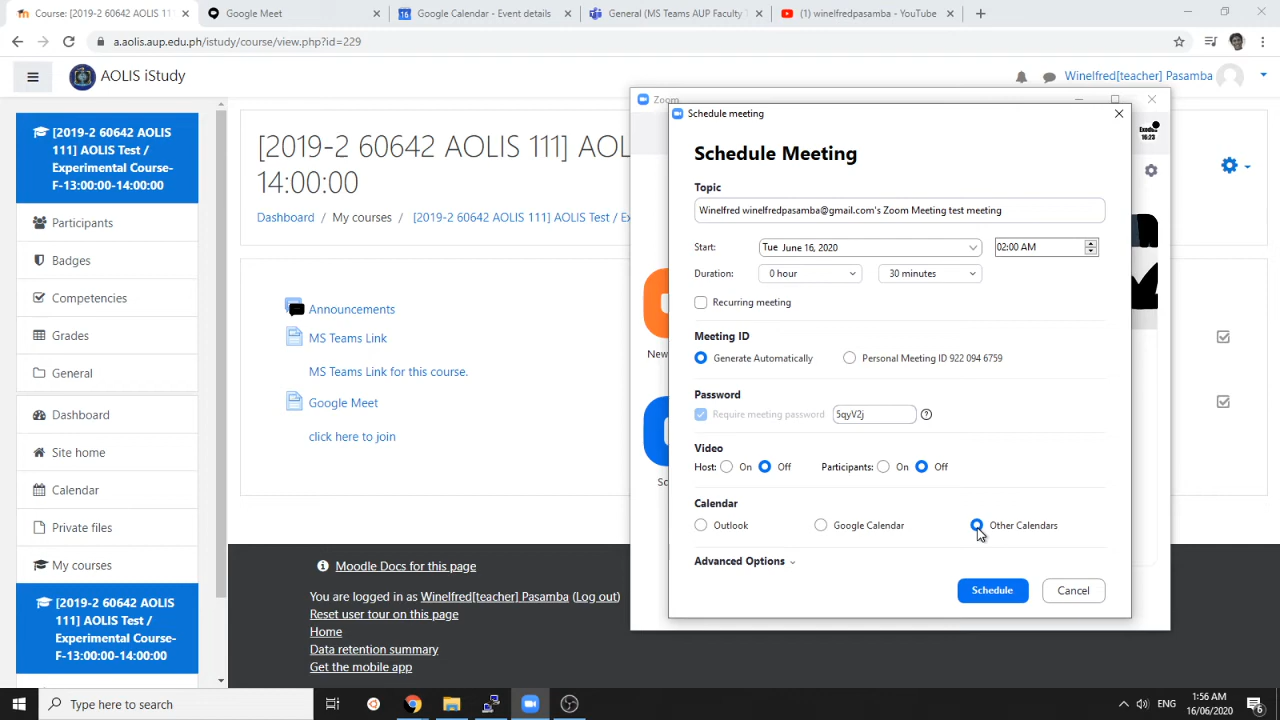 Course: [2019-2 60642 AOLIS 11
Google Meet
Google Calendar - Event details
General (MS Teams AUP Faculty
(1) winelfredpasamba - YouTube
a.aolis.aup.edu.ph/istudy/course/view.php?id=229
AOLIS iStudy
Winelfred[teacher] Pasamba
[2019-2 60642 AOLIS
111] AOLIS Test /
Experimental Course-
F-13:00:00-14:00:00
Participants
Badges
Competencies
Grades
General
Dashboard
Site home
Calendar
Private files
My courses
[2019-2 60642 AOLIS
111] AOLIS Test /
Experimental Course-
F-13:00:00-14:00:00
[2019-2 60642 AOLIS 111] AOL
14:00:00
Dashboard / My courses / [2019-2 60642 AOLIS 111] AOLIS Test / Ex
Announcements
MS Teams Link
MS Teams Link for this course.
Google Meet
click here to join
Moodle Docs for this page
You are logged in as Winelfred[teacher] Pasamba (Log out)
Reset user tour on this page
Home
Data retention summary
Get the mobile app
Zoom
Exodus
16:23
New
Sc
Schedule meeting
Schedule Meeting
Topic
Winelfred winelfredpasamba@gmail.com's Zoom Meeting test meeting
Start: Tue June 16, 2020 02:00 AM
Duration: 0 hour 30 minutes
Recurring meeting
Meeting ID
Generate Automatically Personal Meeting ID 922 094 6759
Password
Require meeting password 5qyV2j
Video
Host: On Off Participants: On Off
Calendar
Outlook Google Calendar Other Calendars
Advanced Options
Schedule Cancel
Type here to search
ENG
1:56 AM
16/06/2020
6